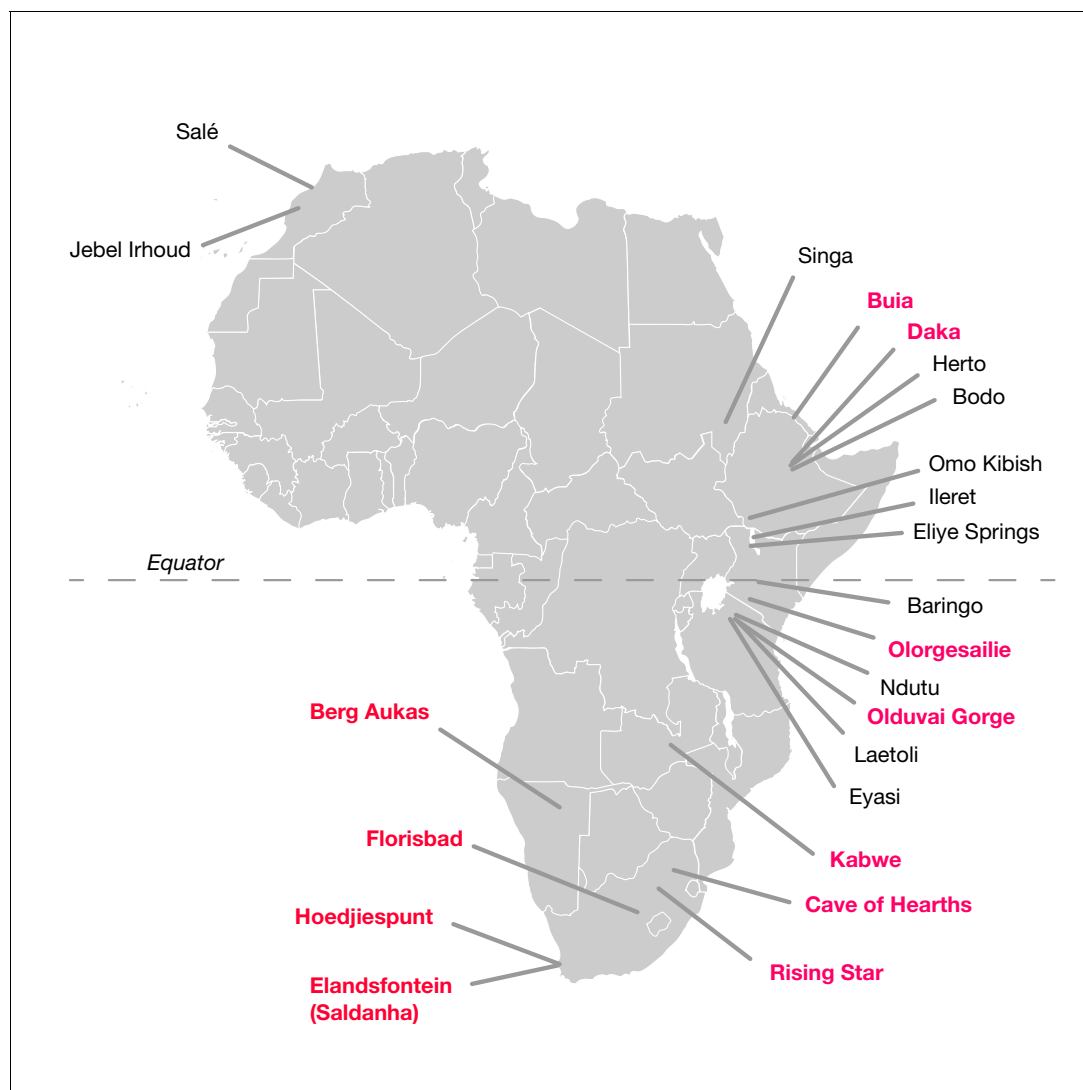 Salé
Jebel Irhoud
Singa
Buia
Daka
Herto
Bodo
Omo Kibish
Ileret
Eliye Springs
Equator
Baringo
Olorgesailie
Ndutu
Olduvai Gorge
Laetoli
Eyasi
Berg Aukas
Florisbad
Kabwe
Cave of Hearths
Hoedjiespunt
Rising Star
Elandsfontein
(Saldanha)